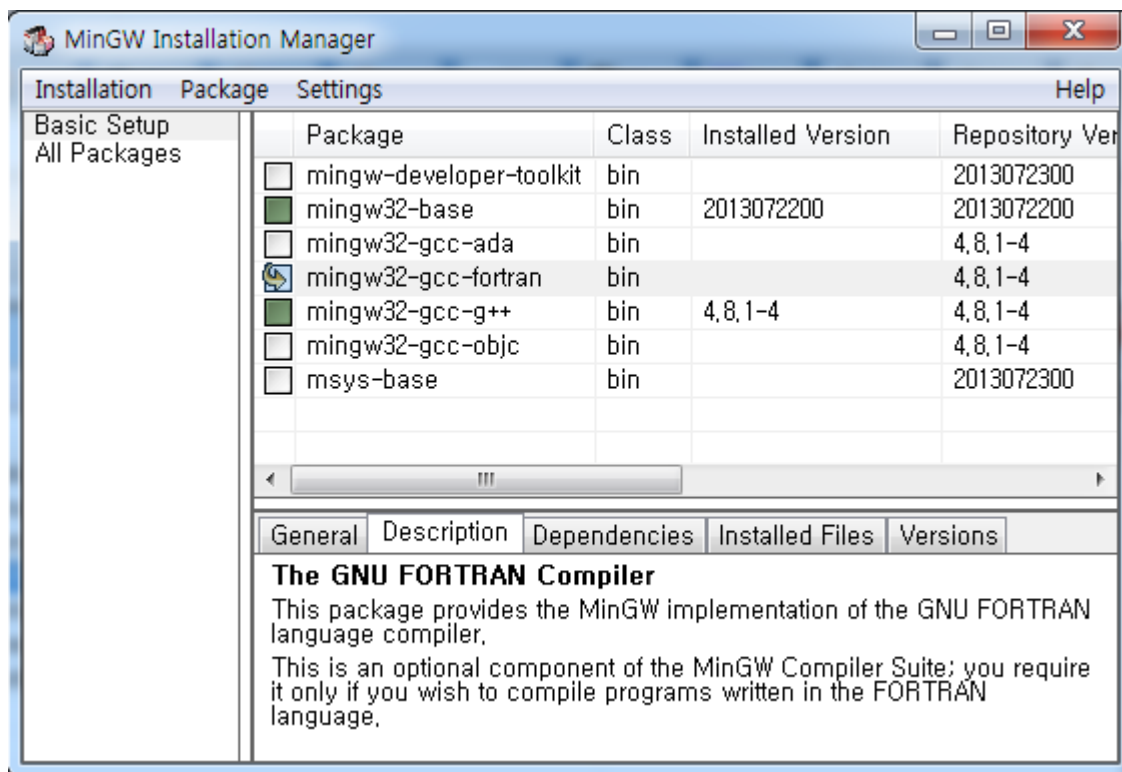 MinGW Installation Manager
Installation Package Settings Help
Basic Setup
All Packages
Package Class Installed Version Repository Ver
mingw-developer-toolkit bin 2013072300
mingw32-base bin 2013072200 2013072200
mingw32-gcc-ada bin 4.8.1-4
mingw32-gcc-fortran bin 4.8.1-4
mingw32-gcc-g++ bin 4.8.1-4 4.8.1-4
mingw32-gcc-objc bin 4.8.1-4
msys-base bin 2013072300
General Description Dependencies Installed Files Versions
The GNU FORTRAN Compiler
This package provides the MinGW implementation of the GNU FORTRAN
language compiler.
This is an optional component of the MinGW Compiler Suite; you require
it only if you wish to compile programs written in the FORTRAN
language.